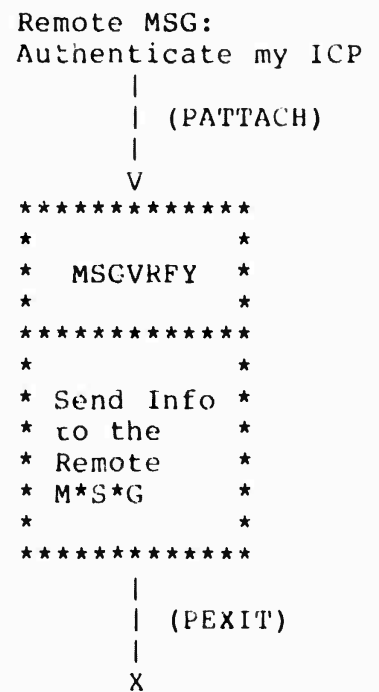 Remote MSG:
Authenticate my ICP
|
| (PATTACH)
|
V
*************
* *
* MSGVRFY *
* *
*************
* *
* Send Info *
* to the *
* Remote *
* M*S*G *
* *
*************
|
| (PEXIT)
|
X